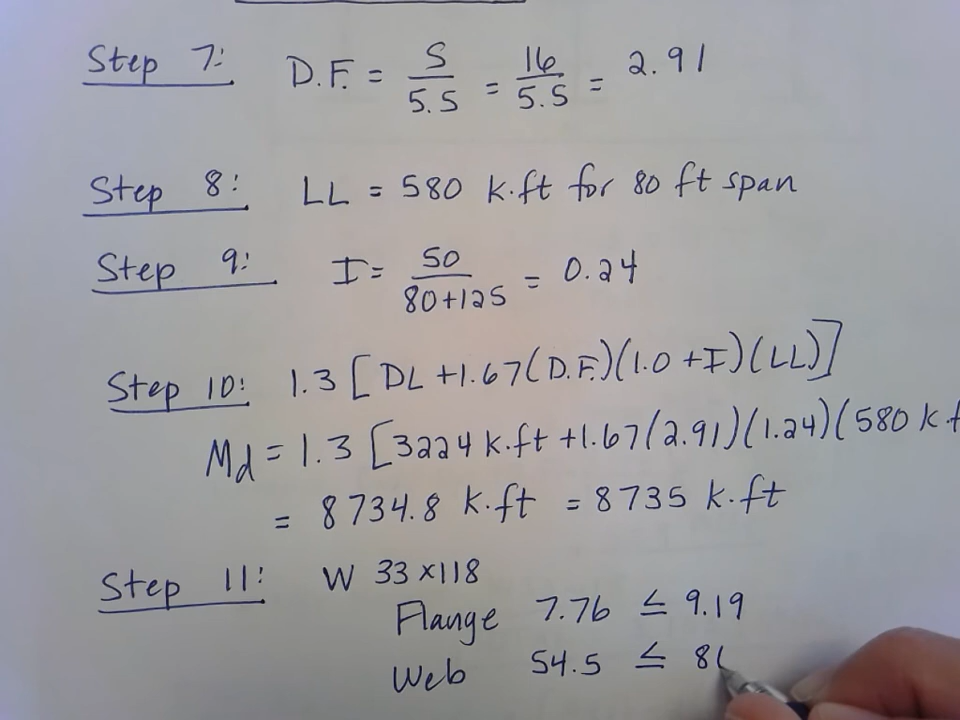 Step 7: D.F. = S/5.5 = 16/5.5 = 2.91
Step 8: LL = 580 k.ft for 80 ft span
Step 9: I = 50/80+125 = 0.24
Step 10: 1.3 [DL + 1.67(D.F.)(1.0 + I)(LL)]
Md = 1.3 [3224 k.ft + 1.67(2.91)(1.24)(580 k.f
= 8734.8 k.ft = 8735 k.ft
Step 11: W 33 x 118
Flange 7.76 ≤ 9.19
Web 54.5 ≤ 8